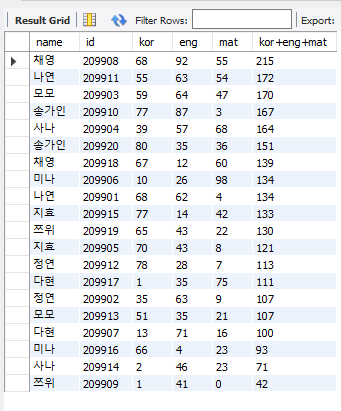 Result Grid Filter Rows: Export:
name id kor eng mat kor+eng+mat
채영 209908 68 92 55 215
나연 209911 55 63 54 172
모모 209903 59 64 47 170
송가인 209910 77 87 3 167
사나 209904 39 57 68 164
송가인 209920 80 35 36 151
채영 209918 67 12 60 139
미나 209906 10 26 98 134
나연 209901 68 62 4 134
지효 209915 77 14 42 133
쯔위 209919 65 43 22 130
지효 209905 70 43 8 121
정연 209912 78 28 7 113
다현 209917 1 35 75 111
정연 209902 35 63 9 107
모모 209913 51 35 21 107
다현 209907 13 71 16 100
미나 209916 66 4 23 93
사나 209914 2 46 23 71
쯔위 209909 1 41 0 42